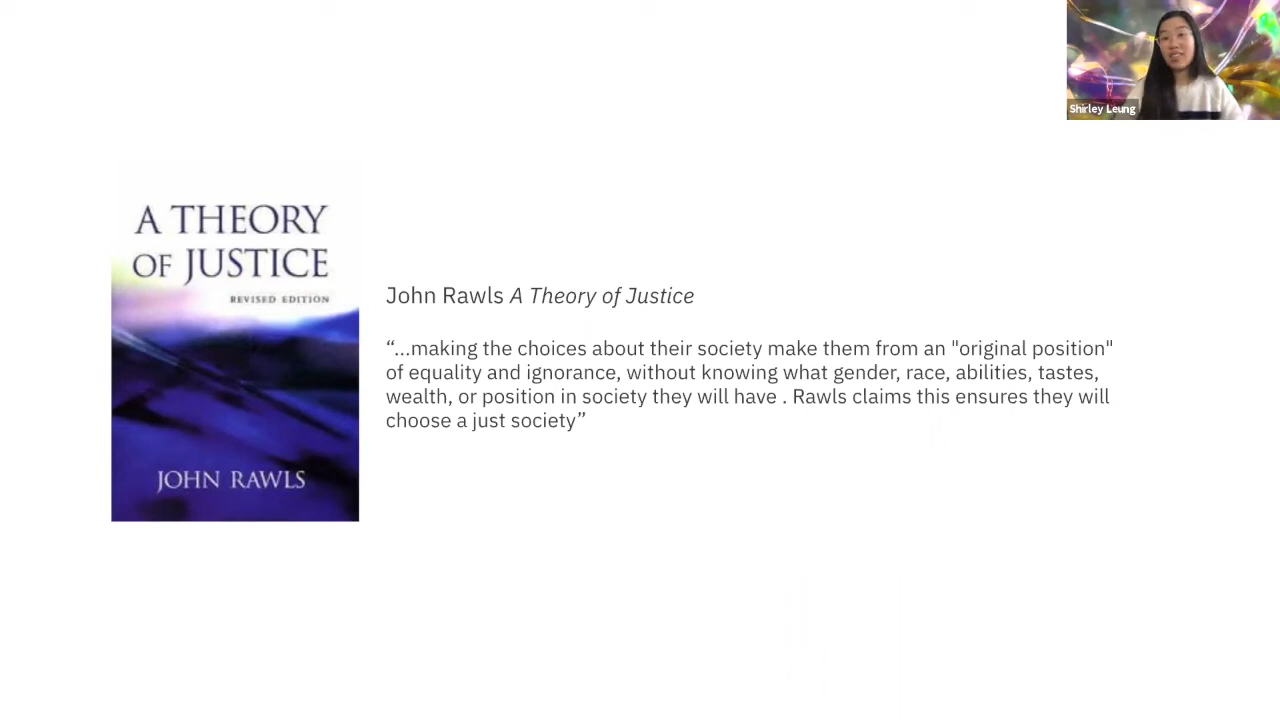 Shirley Leung
A THEORY
OF JUSTICE
REVISED EDITION
JOHN RAWLS
John Rawls A Theory of Justice
“...making the choices about their society make them from an "original position"
of equality and ignorance, without knowing what gender, race, abilities, tastes,
wealth, or position in society they will have . Rawls claims this ensures they will
choose a just society”